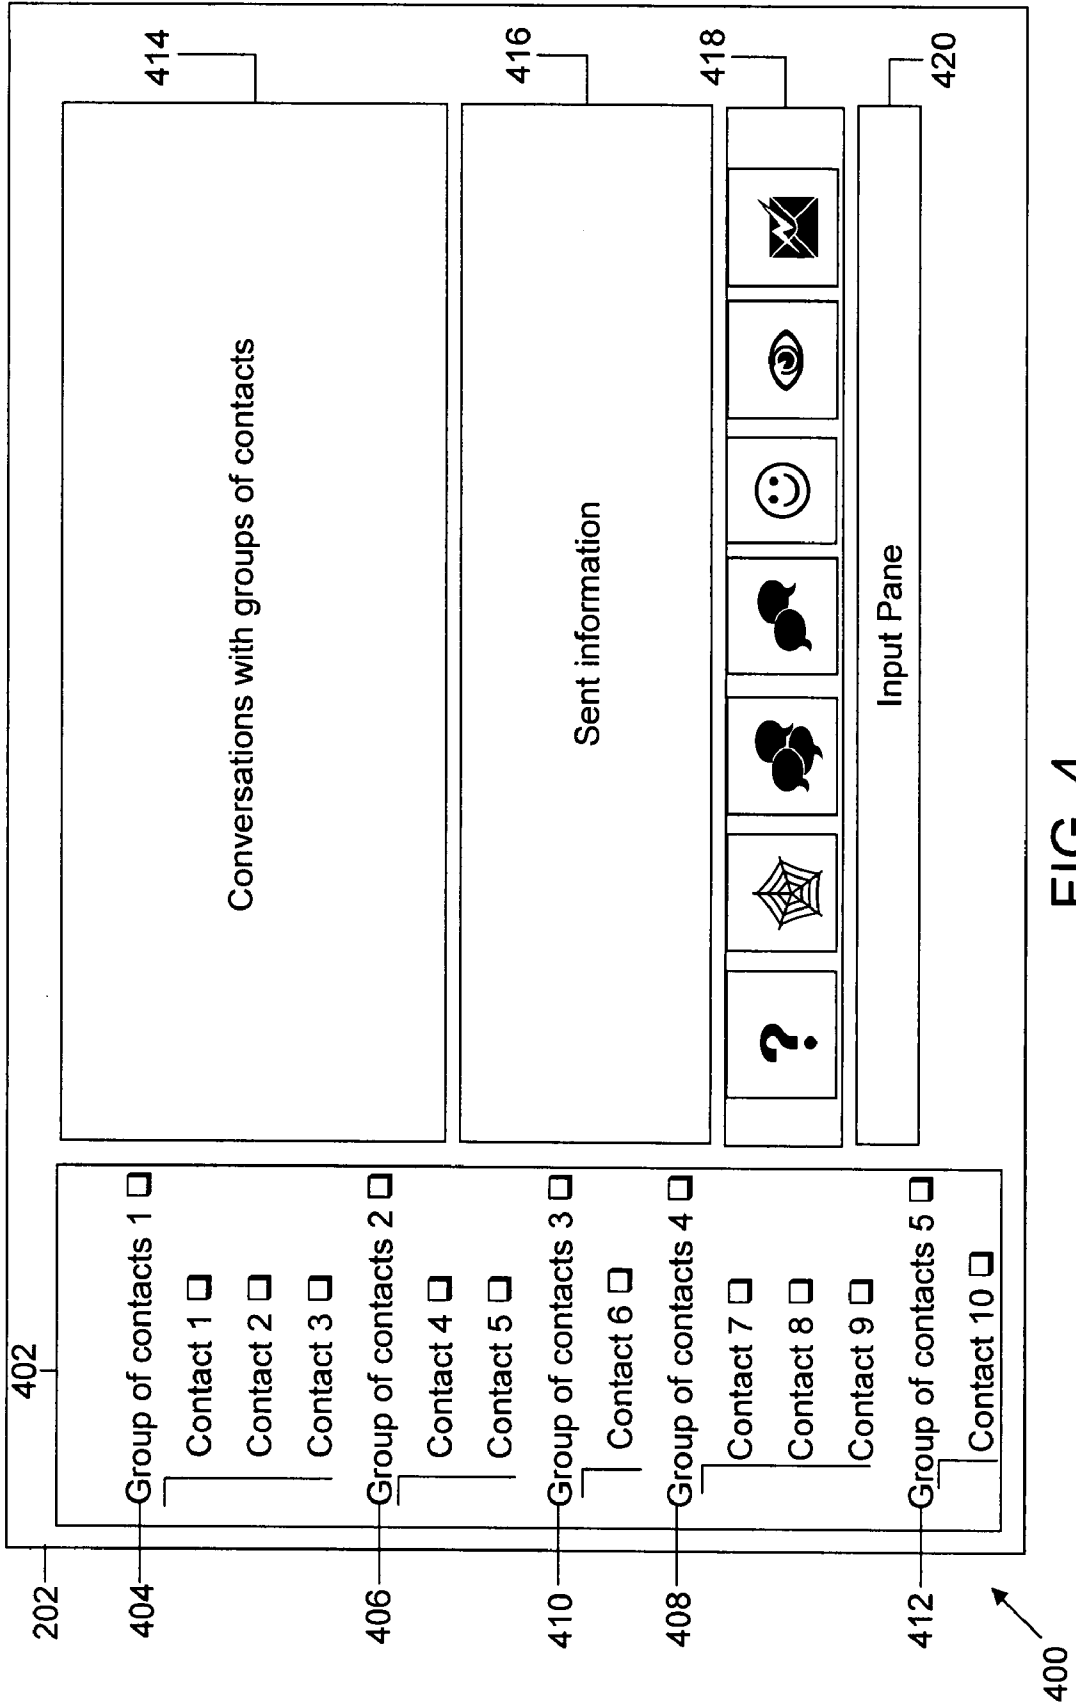 202
402
404
Group of contacts 1
Contact 1
Contact 2
Contact 3
406
Group of contacts 2
Contact 4
Contact 5
410
Group of contacts 3
Contact 6
408
Group of contacts 4
Contact 7
Contact 8
Contact 9
412
Group of contacts 5
Contact 10
Conversations with groups of contacts
414
Sent information
416
?
418
Input Pane
420
400
FIG. 4